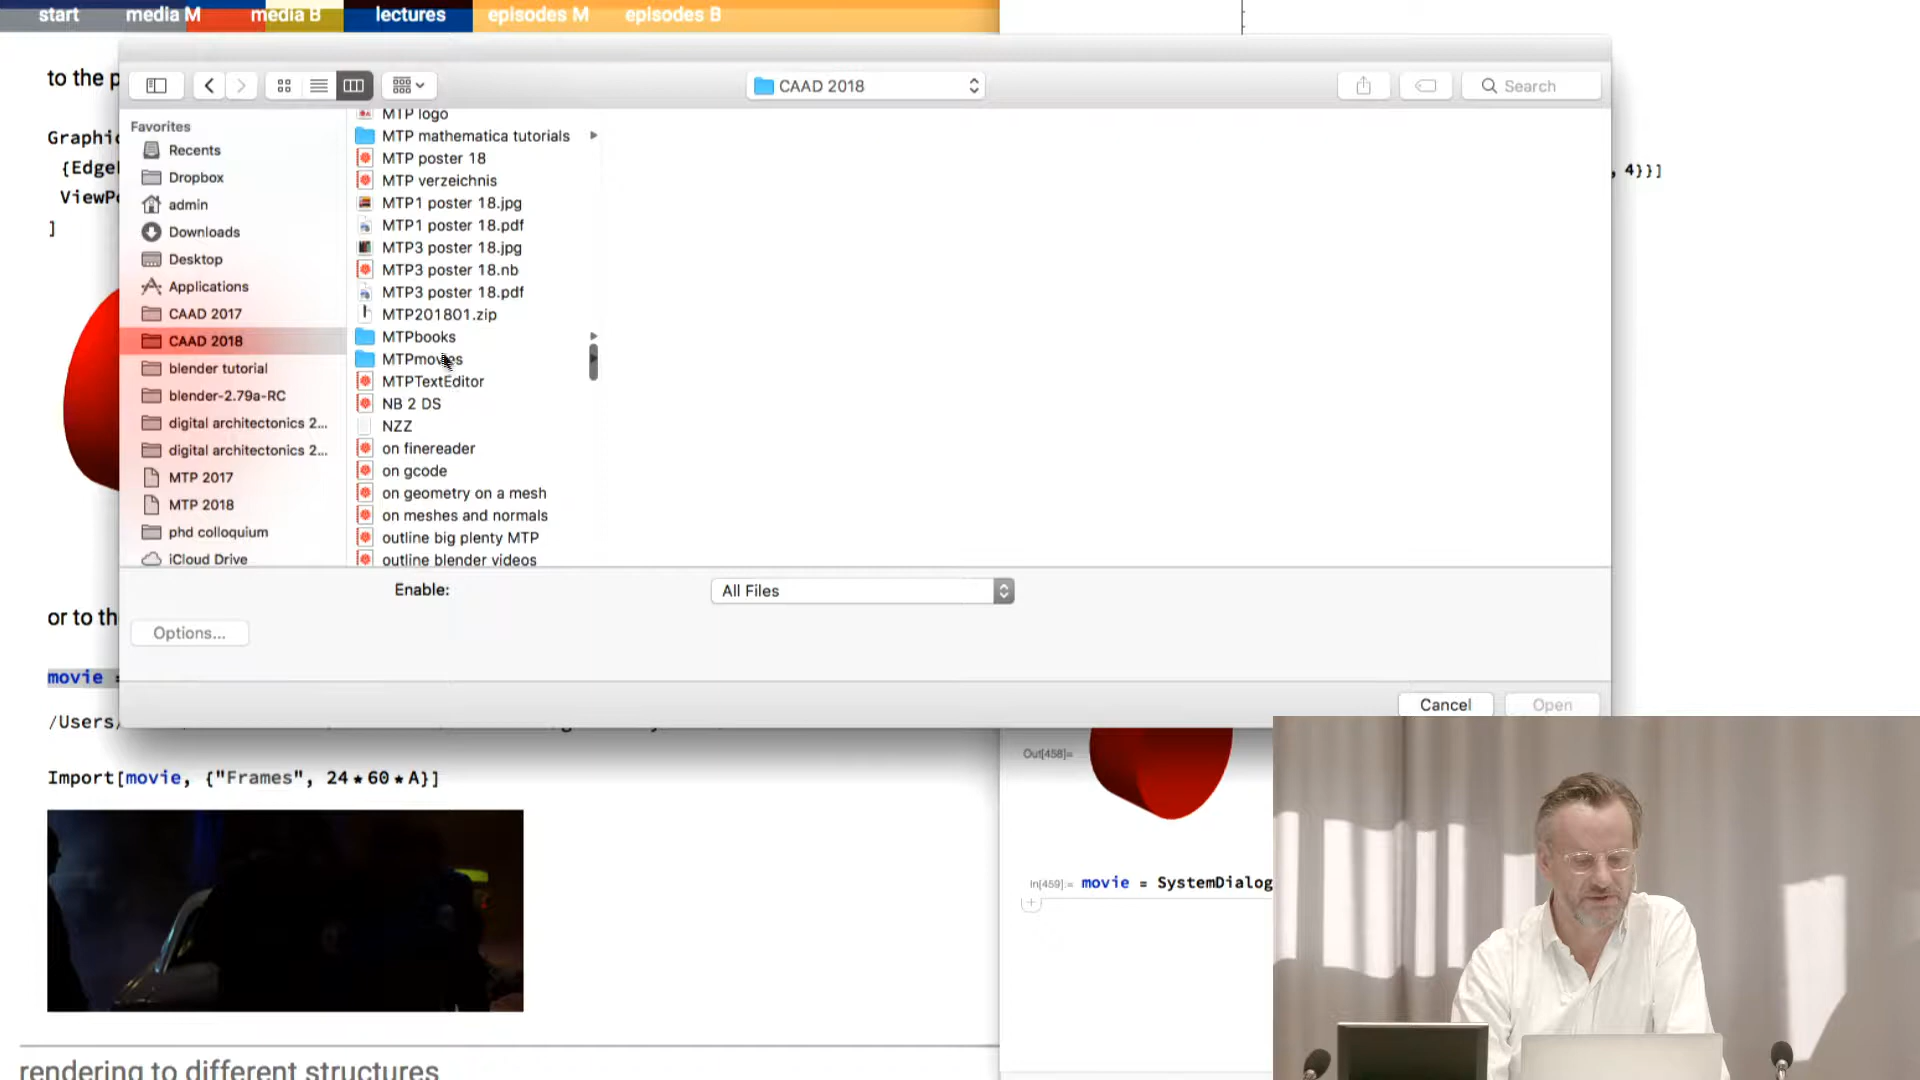 start media M media B lectures episodes M episodes B
to the p
CAAD 2018
Search
Favorites
Recents
Dropbox
admin
Downloads
Desktop
Applications
CAAD 2017
CAAD 2018
blender tutorial
blender-2.79a-RC
digital architectonics 2...
digital architectonics 2...
MTP 2017
MTP 2018
phd colloquium
iCloud Drive
MTP logo
MTP mathematica tutorials
MTP poster 18
MTP verzeichnis
MTP1 poster 18.jpg
MTP1 poster 18.pdf
MTP3 poster 18.jpg
MTP3 poster 18.nb
MTP3 poster 18.pdf
MTP201801.zip
MTPbooks
MTPmovies
MTPTextEditor
NB 2 DS
NZZ
on finereader
on gcode
on geometry on a mesh
on meshes and normals
outline big plenty MTP
outline blender videos
Graphic
{Edge
ViewPo
]
, 4}}]
Enable: All Files
Options...
Cancel Open
or to th
movie =
/Users/
Import[movie, {"Frames", 24*60*A}]
Out[458]=
In[459]:= movie = SystemDialog
rendering to different structures